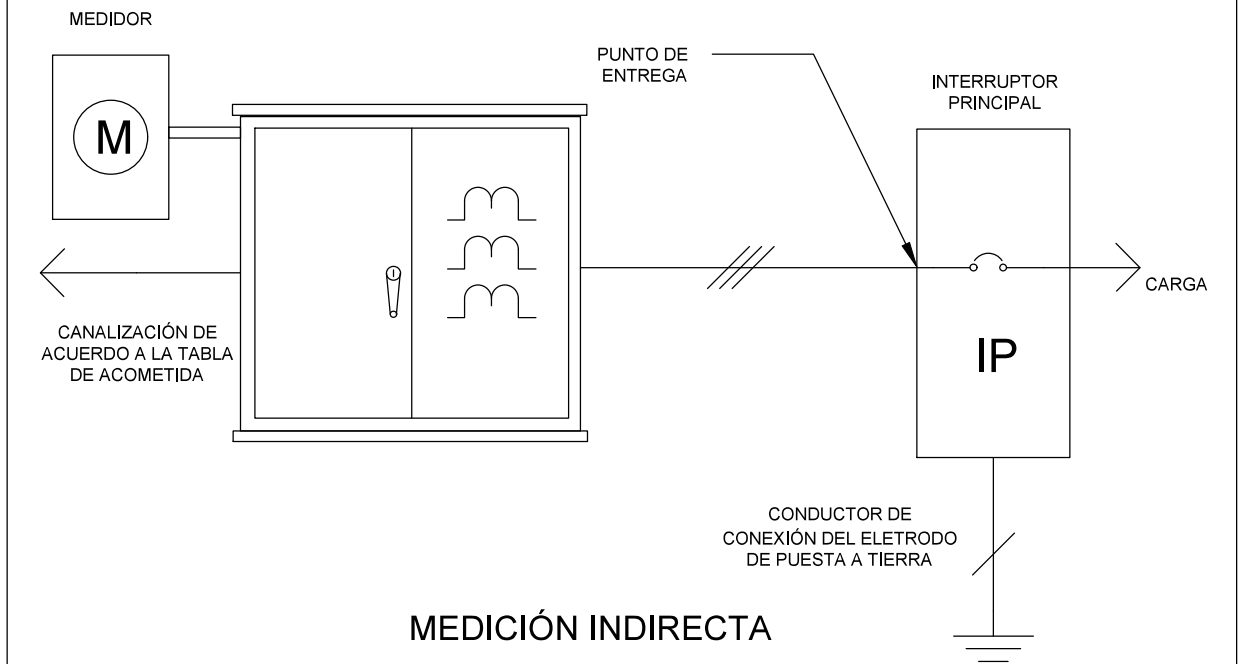 MEDIDOR
M
PUNTO DE
ENTREGA
INTERRUPTOR
PRINCIPAL
CARGA
IP
CANALIZACIÓN DE
ACUERDO A LA TABLA
DE ACOMETIDA
CONDUCTOR DE
CONEXIÓN DEL ELETRODO
DE PUESTA A TIERRA
MEDICIÓN INDIRECTA